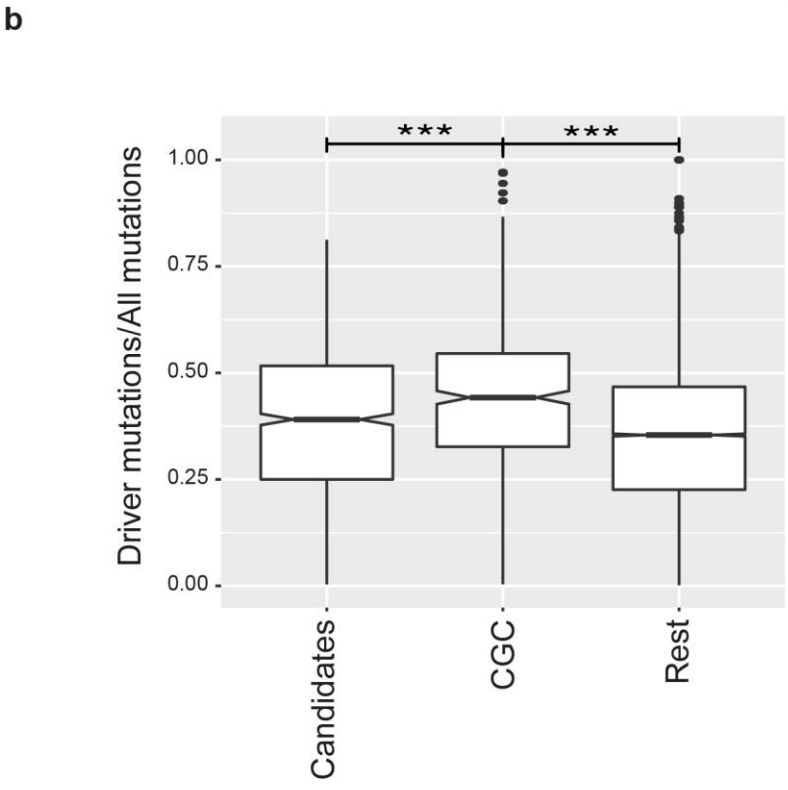 b
*** ***
1.00
0.75
0.50
0.25
0.00
Driver mutations/All mutations
Candidates
CGC
Rest